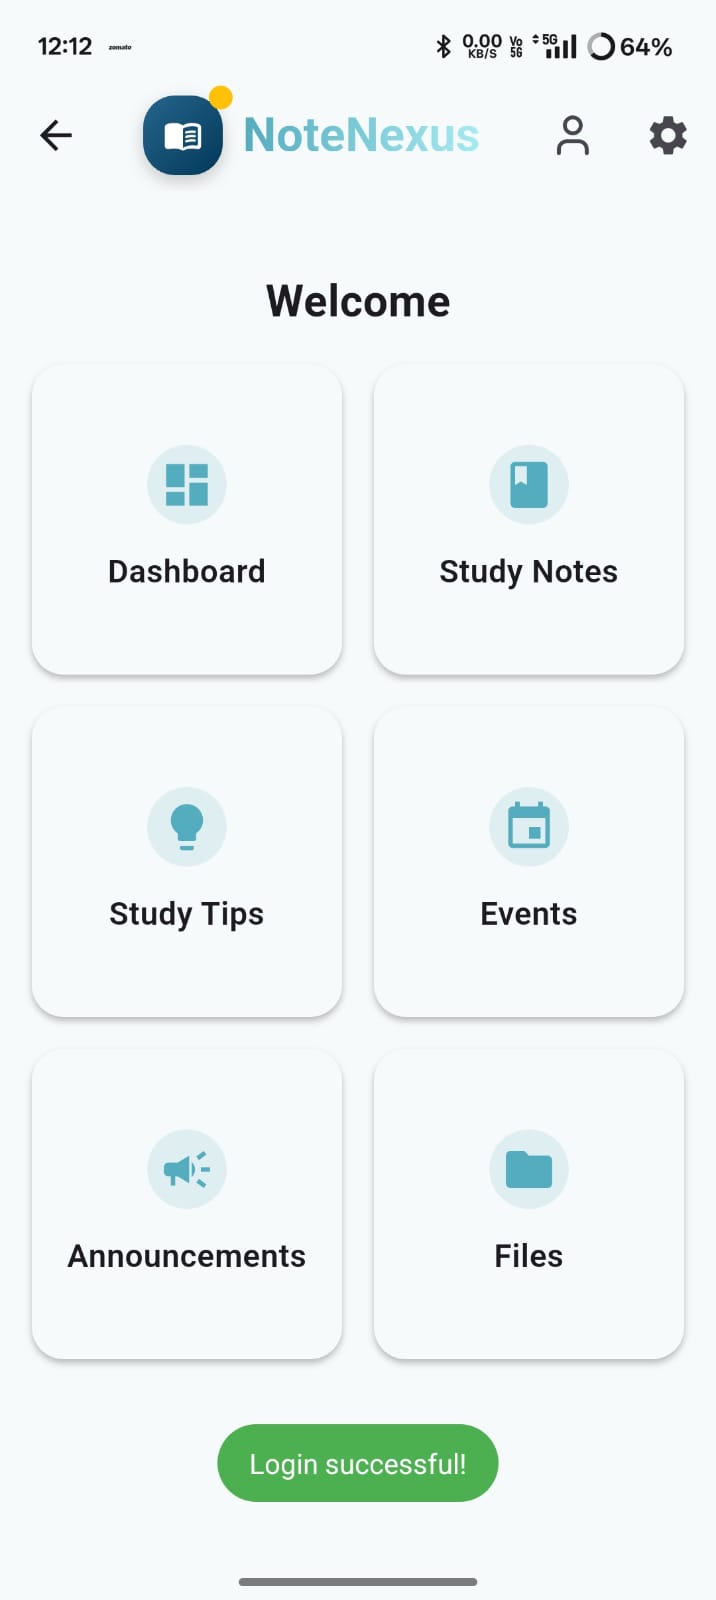 12:12 zomato 0.00 KB/S Vo 5G 5G 64%
NoteNexus
Welcome
Dashboard
Study Notes
Study Tips
Events
Announcements
Files
Login successful!